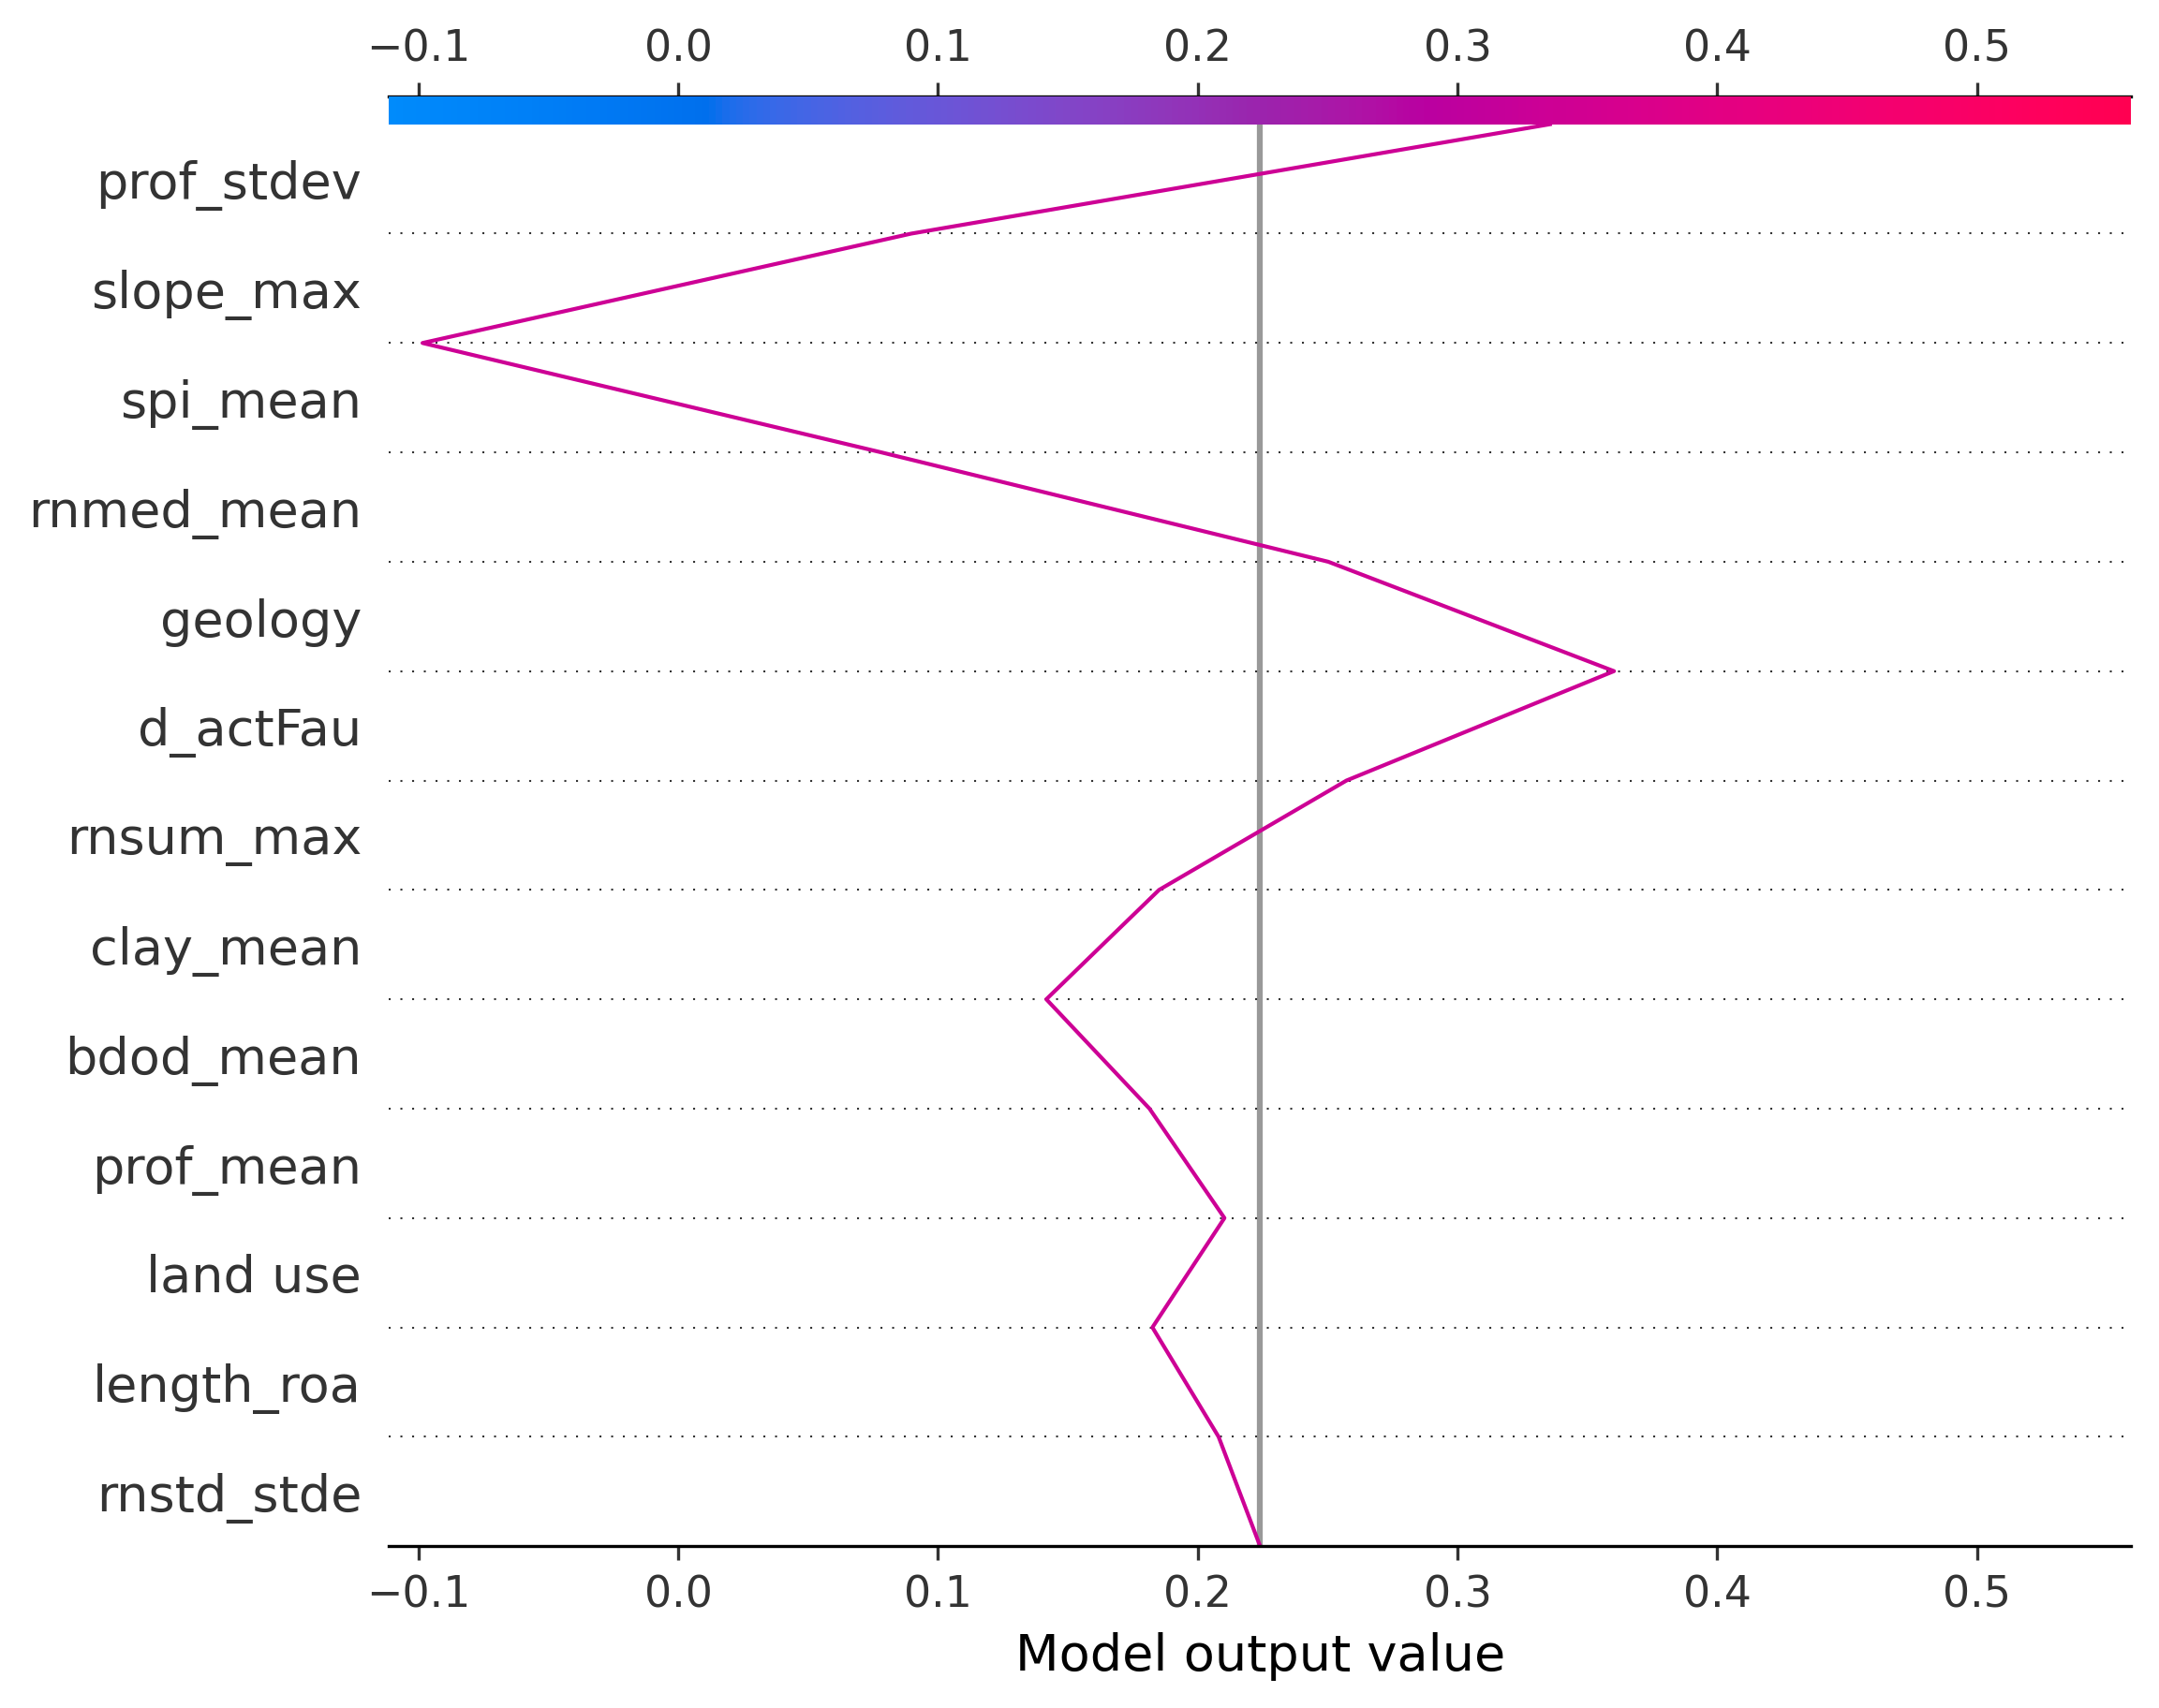 −0.1 0.0 0.1 0.2 0.3 0.4 0.5
prof_stdev
slope_max
spi_mean
rnmed_mean
geology
d_actFau
rnsum_max
clay_mean
bdod_mean
prof_mean
land use
length_roa
rnstd_stde
−0.1 0.0 0.1 0.2 0.3 0.4 0.5
Model output value